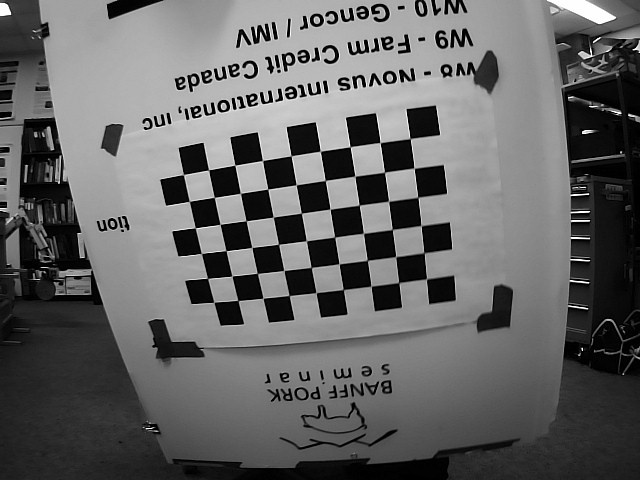 BANFF PORK
seminar
tion
W8 - Novus International, Inc
W9 - Farm Credit Canada
W10 - Gencor / IMV